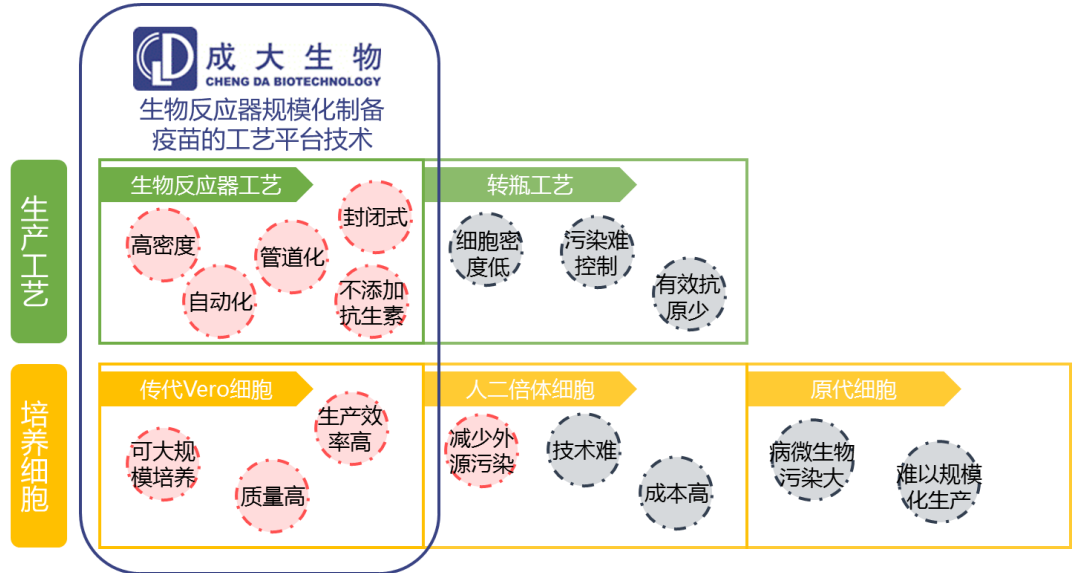 成大生物
CHENG DA BIOTECHNOLOGY
生物反应器规模化制备
疫苗的工艺平台技术
生产工艺
生物反应器工艺
高密度
自动化
管道化
封闭式
不添加
抗生素
转瓶工艺
细胞密
度低
污染难
控制
有效抗
原少
培养细胞
传代Vero细胞
可大规
模培养
质量高
生产效
率高
人二倍体细胞
减少外
源污染
技术难
成本高
原代细胞
病微生物
污染大
难以规模
化生产